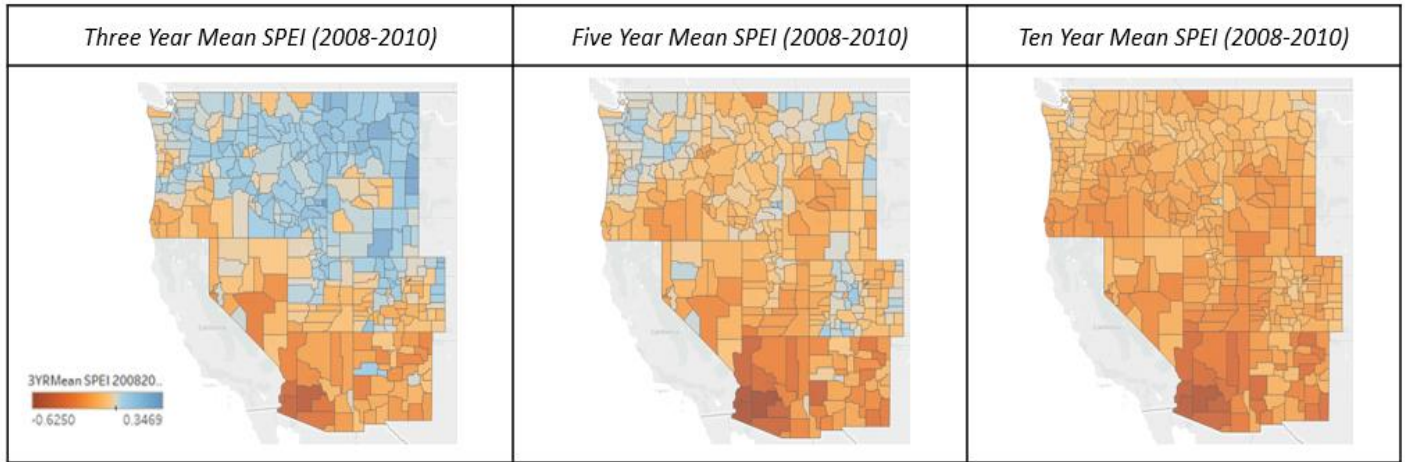 Three Year Mean SPEI (2008-2010)
Five Year Mean SPEI (2008-2010)
Ten Year Mean SPEI (2008-2010)
3YRMean SPEI 200820..
-0.6250
0.3469